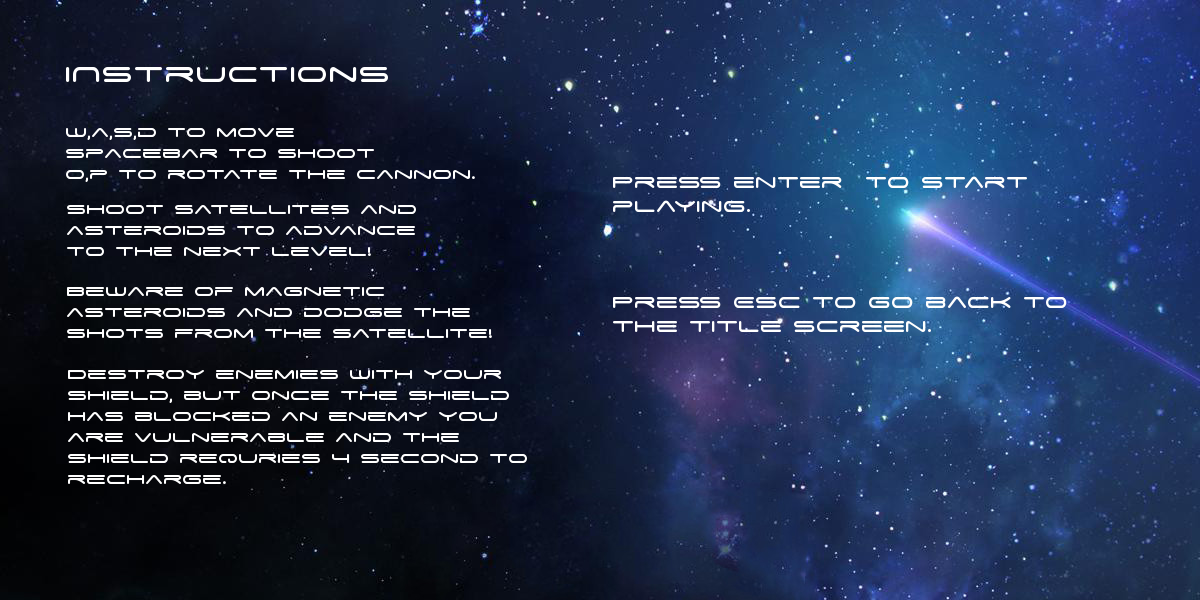 INSTRUCTIONS
W,A,S,D TO MOVE
SPACEBAR TO SHOOT
O,P TO ROTATE THE CANNON.
SHOOT SATELLITES AND
ASTEROIDS TO ADVANCE
TO THE NEXT LEVEL!
BEWARE OF MAGNETIC
ASTEROIDS AND DODGE THE
SHOTS FROM THE SATELLITE!
DESTROY ENEMIES WITH YOUR
SHIELD, BUT ONCE THE SHIELD
HAS BLOCKED AN ENEMY YOU
ARE VULNERABLE AND THE
SHIELD REQURIES 4 SECOND TO
RECHARGE.
PRESS ENTER TO START
PLAYING.
PRESS ESC TO GO BACK TO
THE TITLE SCREEN.